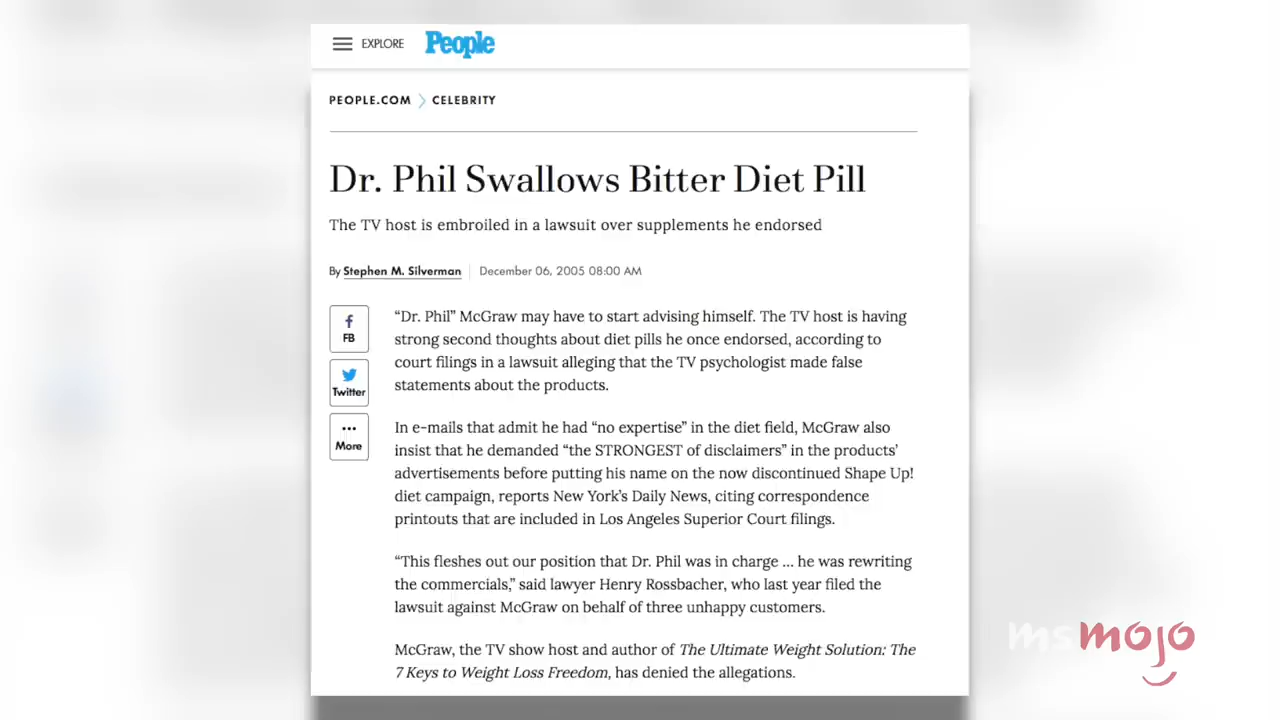 EXPLORE People
PEOPLE.COM > CELEBRITY
Dr. Phil Swallows Bitter Diet Pill
The TV host is embroiled in a lawsuit over supplements he endorsed
By Stephen M. Silverman | December 06, 2005 08:00 AM
FB
Twitter
More
“Dr. Phil” McGraw may have to start advising himself. The TV host is having
strong second thoughts about diet pills he once endorsed, according to
court filings in a lawsuit alleging that the TV psychologist made false
statements about the products.
In e-mails that admit he had “no expertise” in the diet field, McGraw also
insist that he demanded “the STRONGEST of disclaimers” in the products’
advertisements before putting his name on the now discontinued Shape Up!
diet campaign, reports New York’s Daily News, citing correspondence
printouts that are included in Los Angeles Superior Court filings.
“This fleshes out our position that Dr. Phil was in charge ... he was rewriting
the commercials,” said lawyer Henry Rossbacher, who last year filed the
lawsuit against McGraw on behalf of three unhappy customers.
McGraw, the TV show host and author of The Ultimate Weight Solution: The
7 Keys to Weight Loss Freedom, has denied the allegations.
msmojo